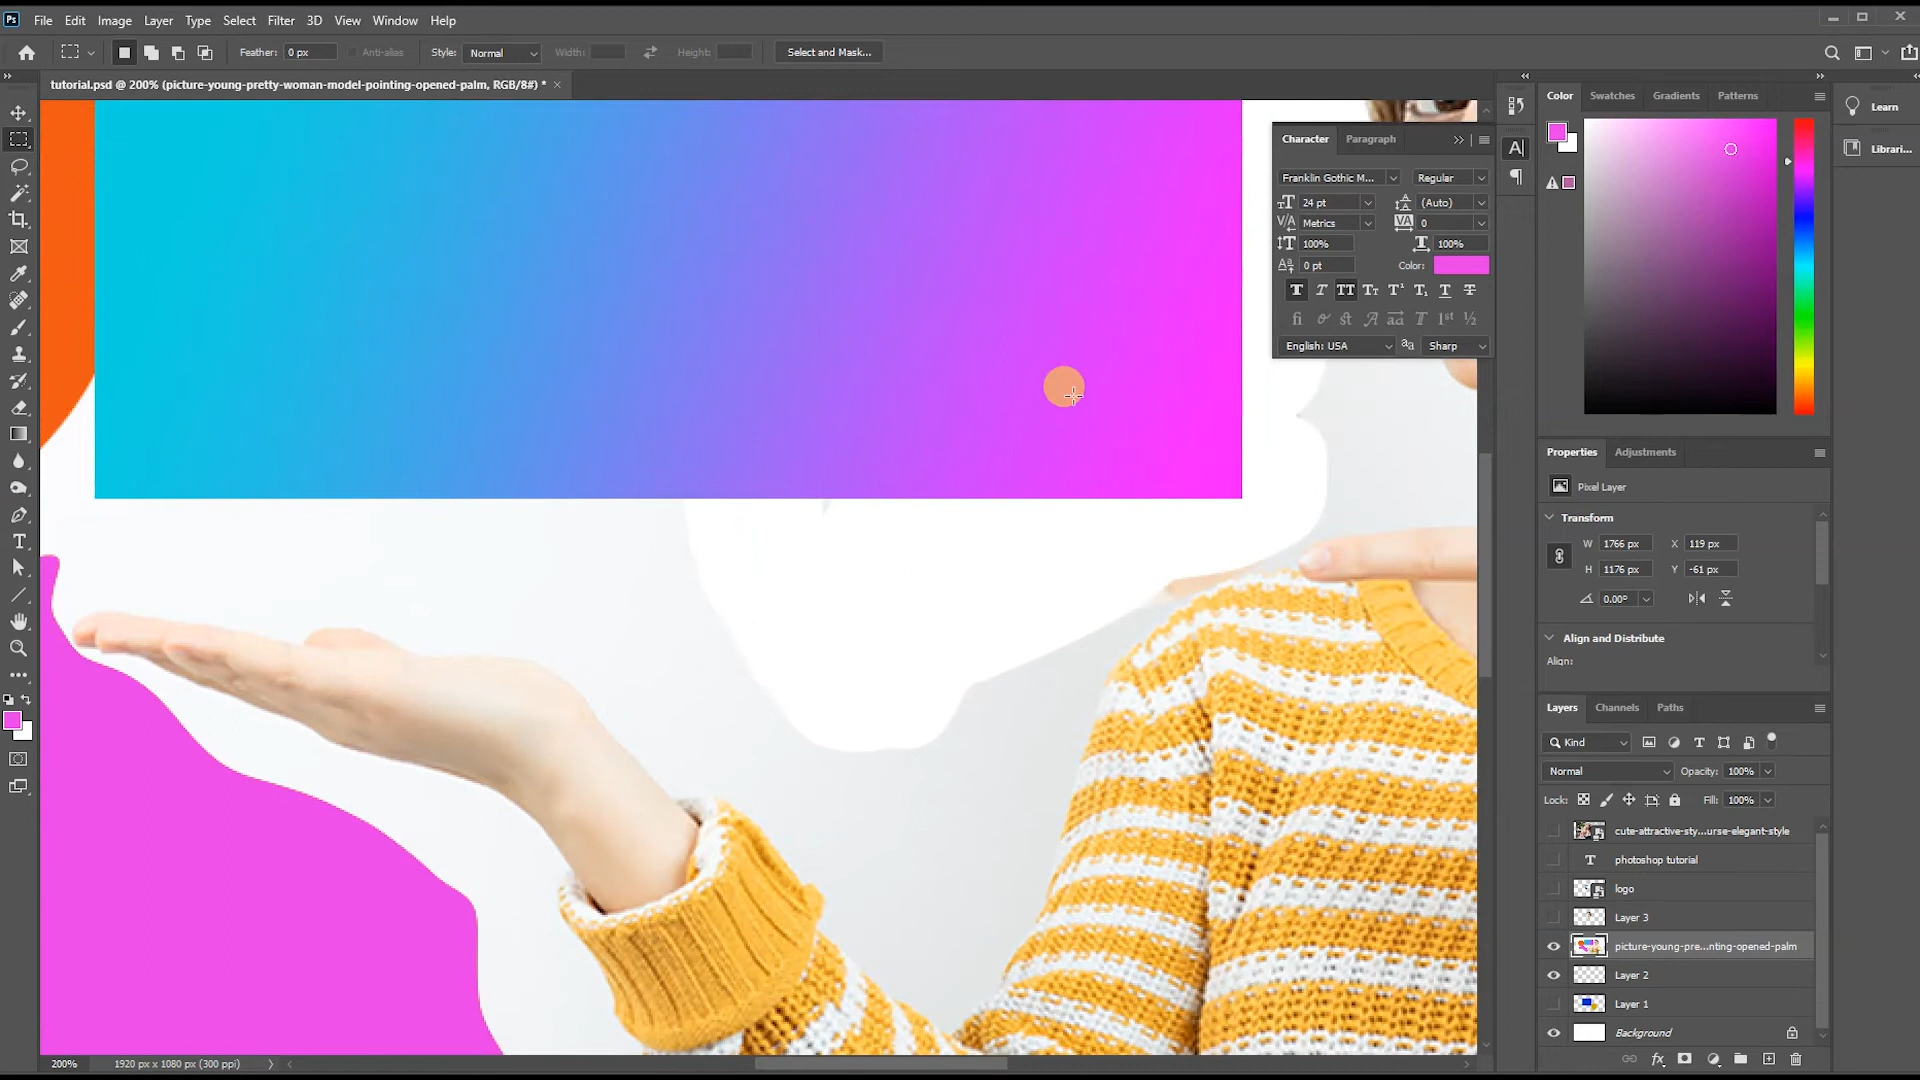 Ps File Edit Image Layer Type Select Filter 3D View Window Help
Feather: 0 px Anti-alias Style: Normal Width: Height: Select and Mask...
tutorial.psd @ 200% (picture-young-pretty-woman-model-pointing-opened-palm, RGB/8#) *
Character Paragraph
Franklin Gothic M... Regular
24 pt (Auto)
Metrics 0
100% 100%
0 pt Color:
English: USA Sharp
Color Swatches Gradients Patterns
Learn
Librari...
Properties Adjustments
Pixel Layer
Transform
W 1766 px X 119 px
H 1176 px Y -61 px
0.00°
Align and Distribute
Align:
Layers Channels Paths
Kind
Normal Opacity: 100%
Lock: Fill: 100%
cute-attractive-sty...urse-elegant-style
photoshop tutorial
logo
Layer 3
picture-young-pre...nting-opened-palm
Layer 2
Layer 1
Background
200% 1920 px x 1080 px (300 ppi)